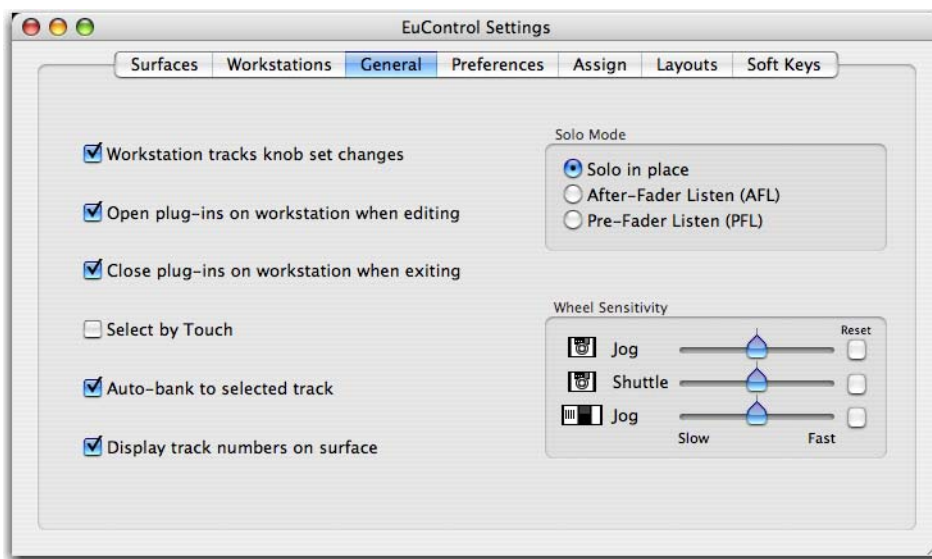 EuControl Settings
Surfaces Workstations General Preferences Assign Layouts Soft Keys
Workstation tracks knob set changes
Open plug-ins on workstation when editing
Close plug-ins on workstation when exiting
Select by Touch
Auto-bank to selected track
Display track numbers on surface
Solo Mode
Solo in place
After-Fader Listen (AFL)
Pre-Fader Listen (PFL)
Wheel Sensitivity
Reset
Jog
Shuttle
Jog
Slow Fast